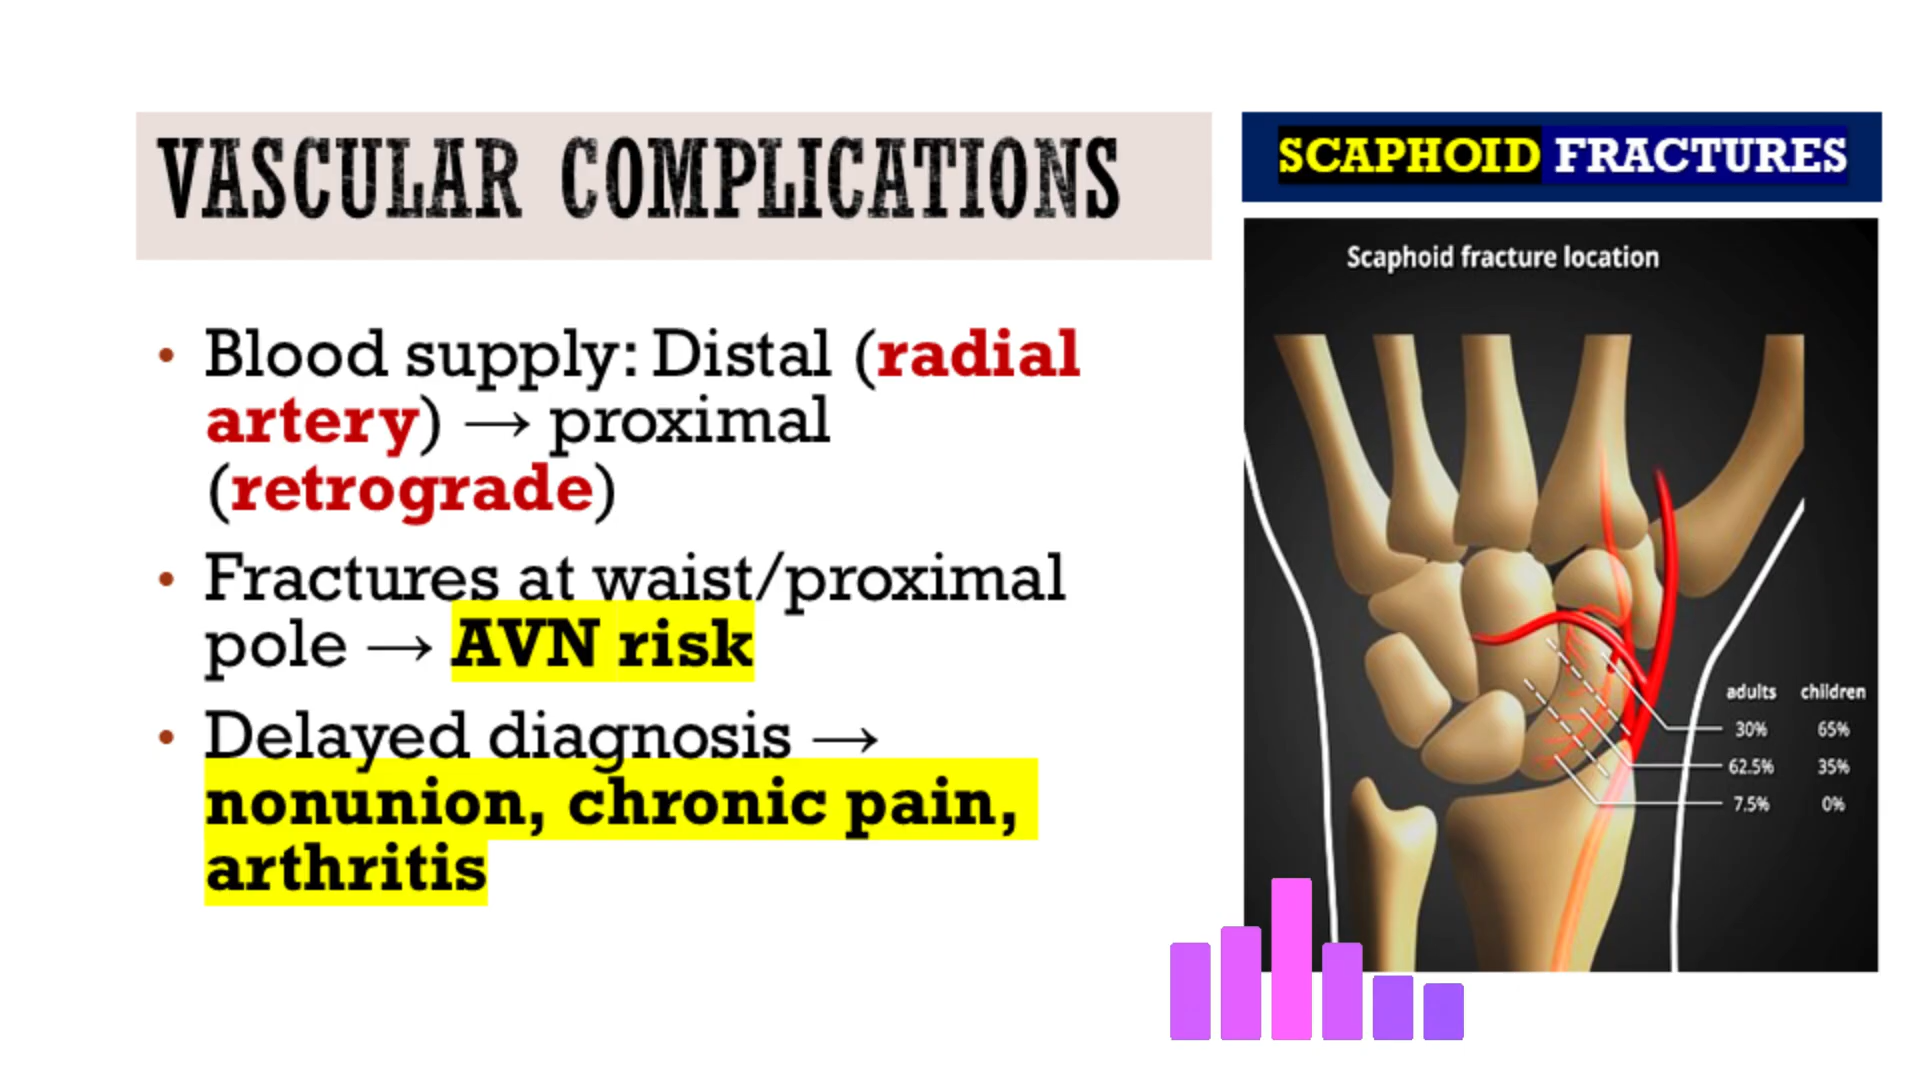 VASCULAR COMPLICATIONS
• Blood supply: Distal (radial
artery) → proximal
(retrograde)
• Fractures at waist/proximal
pole → AVN risk
• Delayed diagnosis →
nonunion, chronic pain,
arthritis
SCAPHOID FRACTURES
Scaphoid fracture location
adults children
30% 65%
62.5% 35%
7.5% 0%